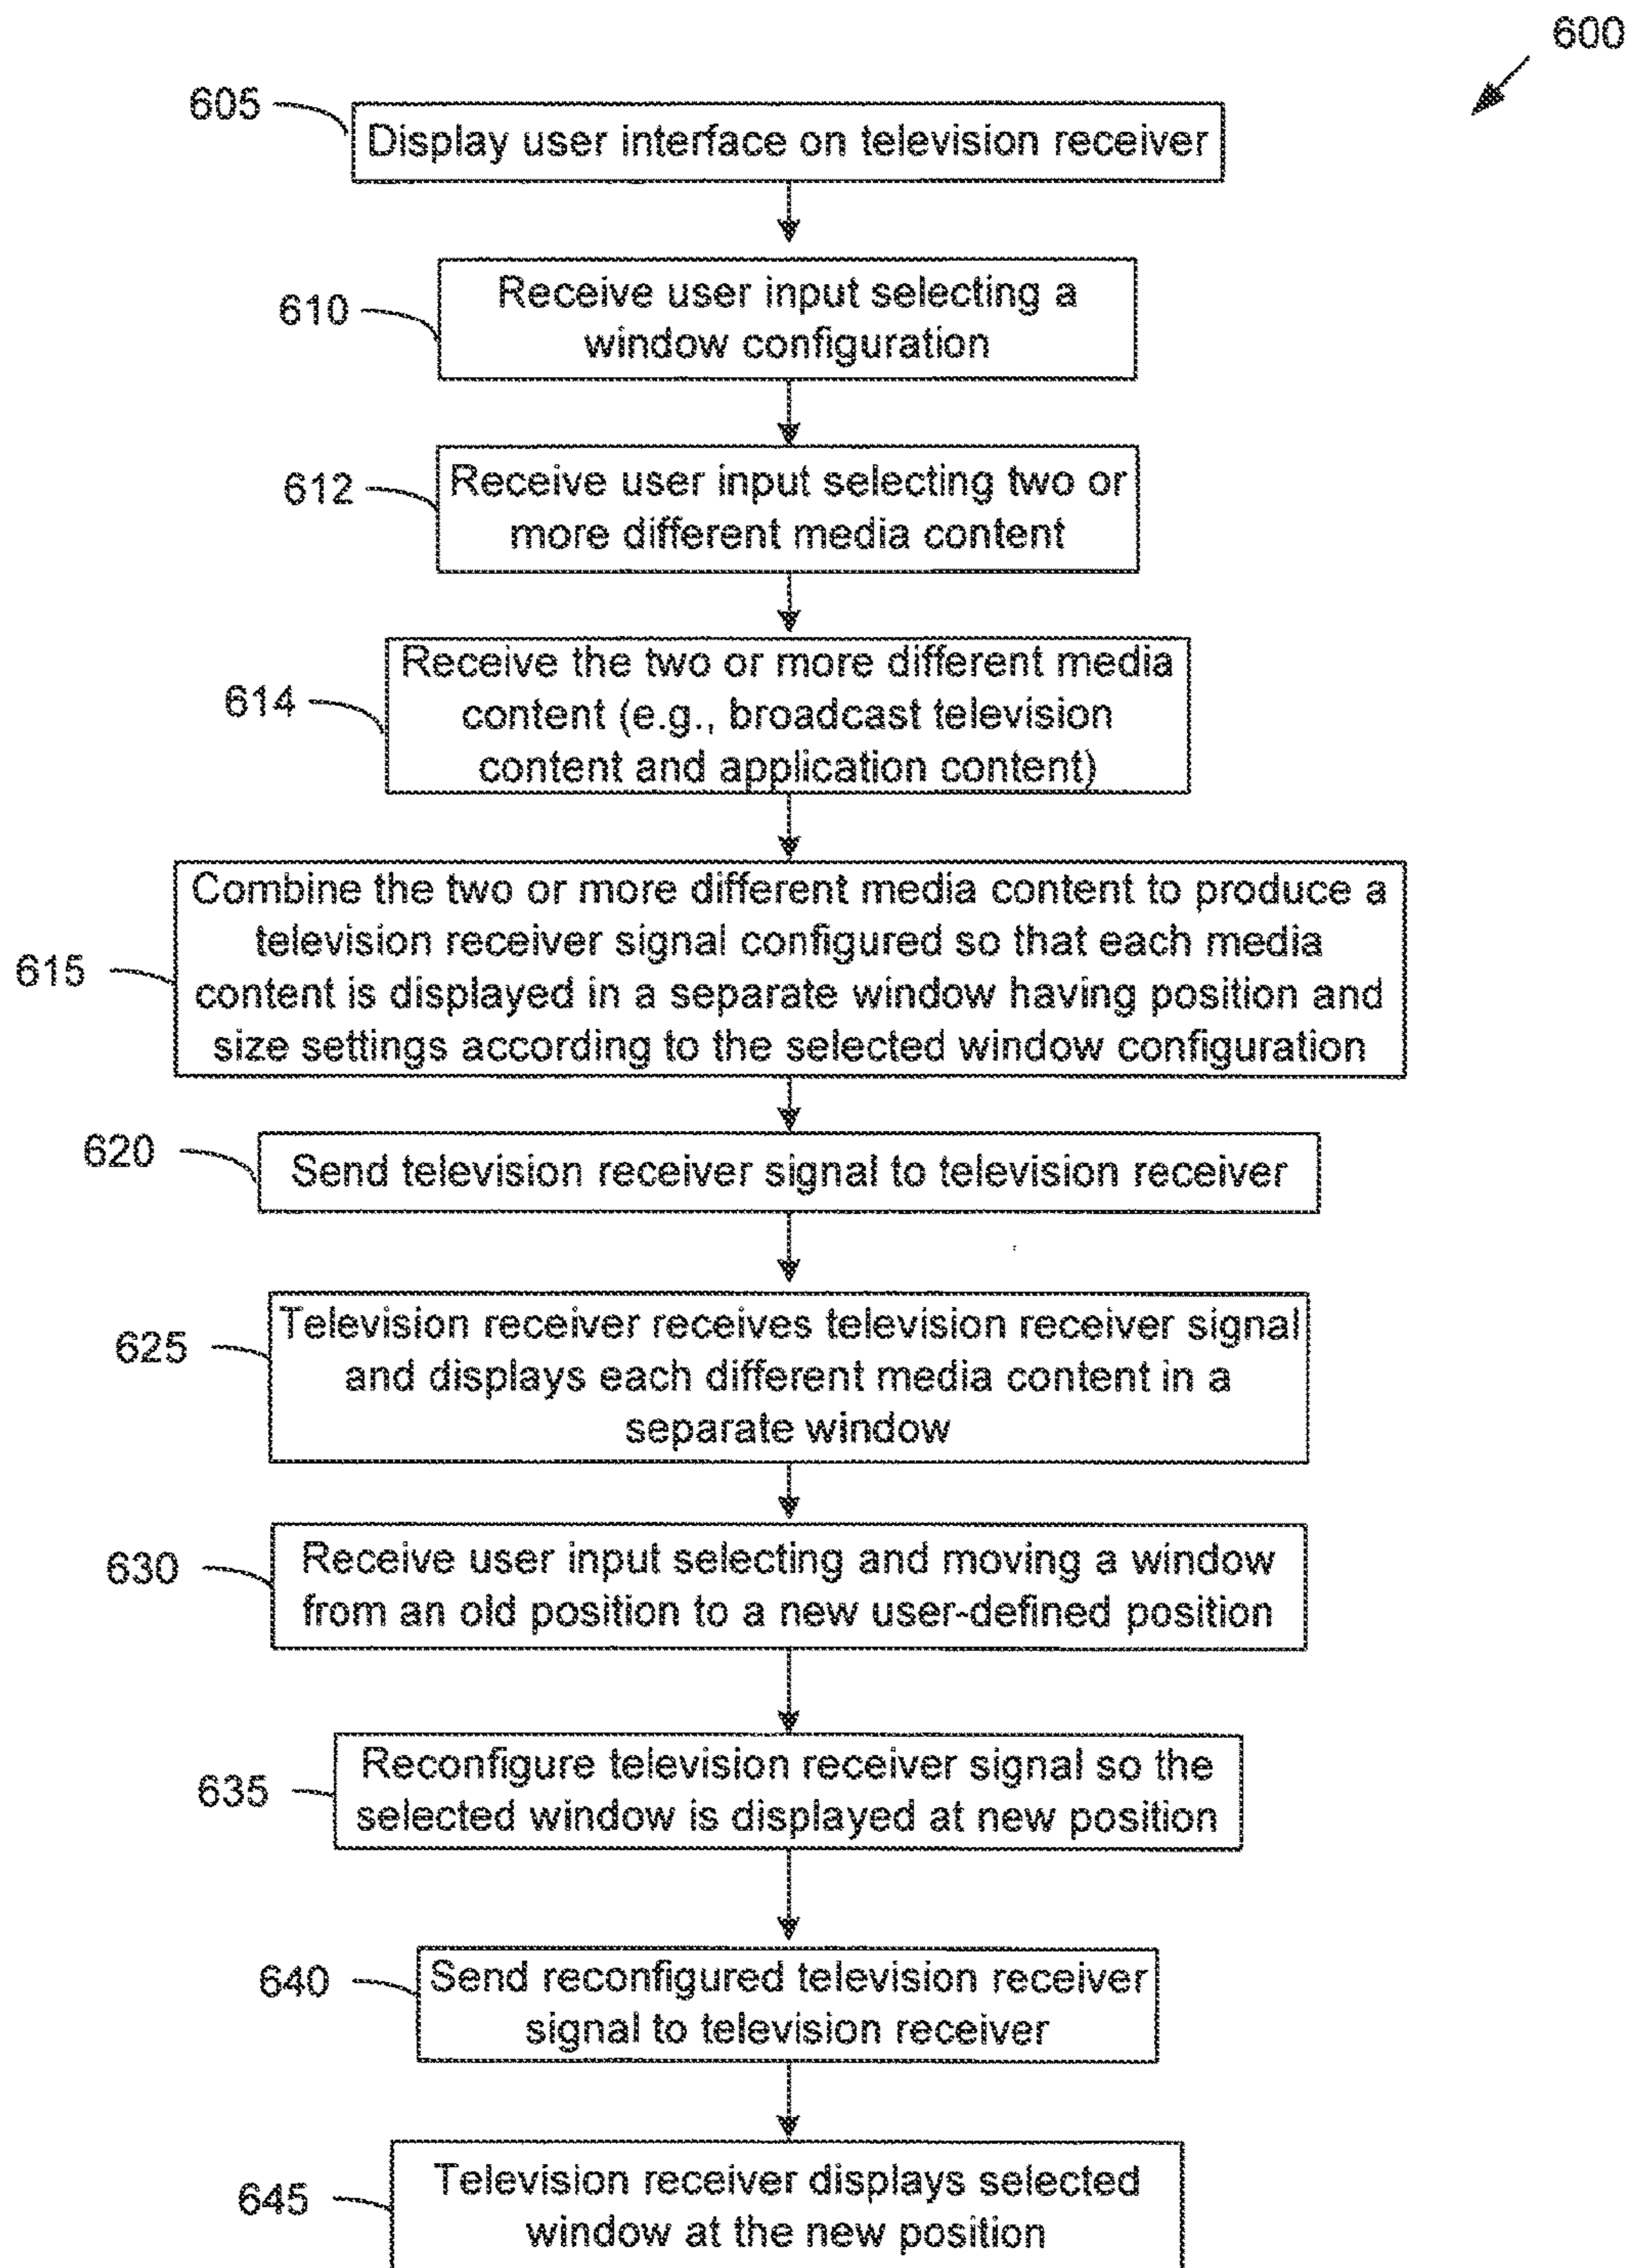 600
605
Display user interface on television receiver
610
Receive user input selecting a
window configuration
612
Receive user input selecting two or
more different media content
614
Receive the two or more different media
content (e.g., broadcast television
content and application content)
615
Combine the two or more different media content to produce a
television receiver signal configured so that each media
content is displayed in a separate window having position and
size settings according to the selected window configuration
620
Send television receiver signal to television receiver
625
Television receiver receives television receiver signal
and displays each different media content in a
separate window
630
Receive user input selecting and moving a window
from an old position to a new user-defined position
635
Reconfigure television receiver signal so the
selected window is displayed at new position
640
Send reconfigured television receiver
signal to television receiver
645
Television receiver displays selected
window at the new position